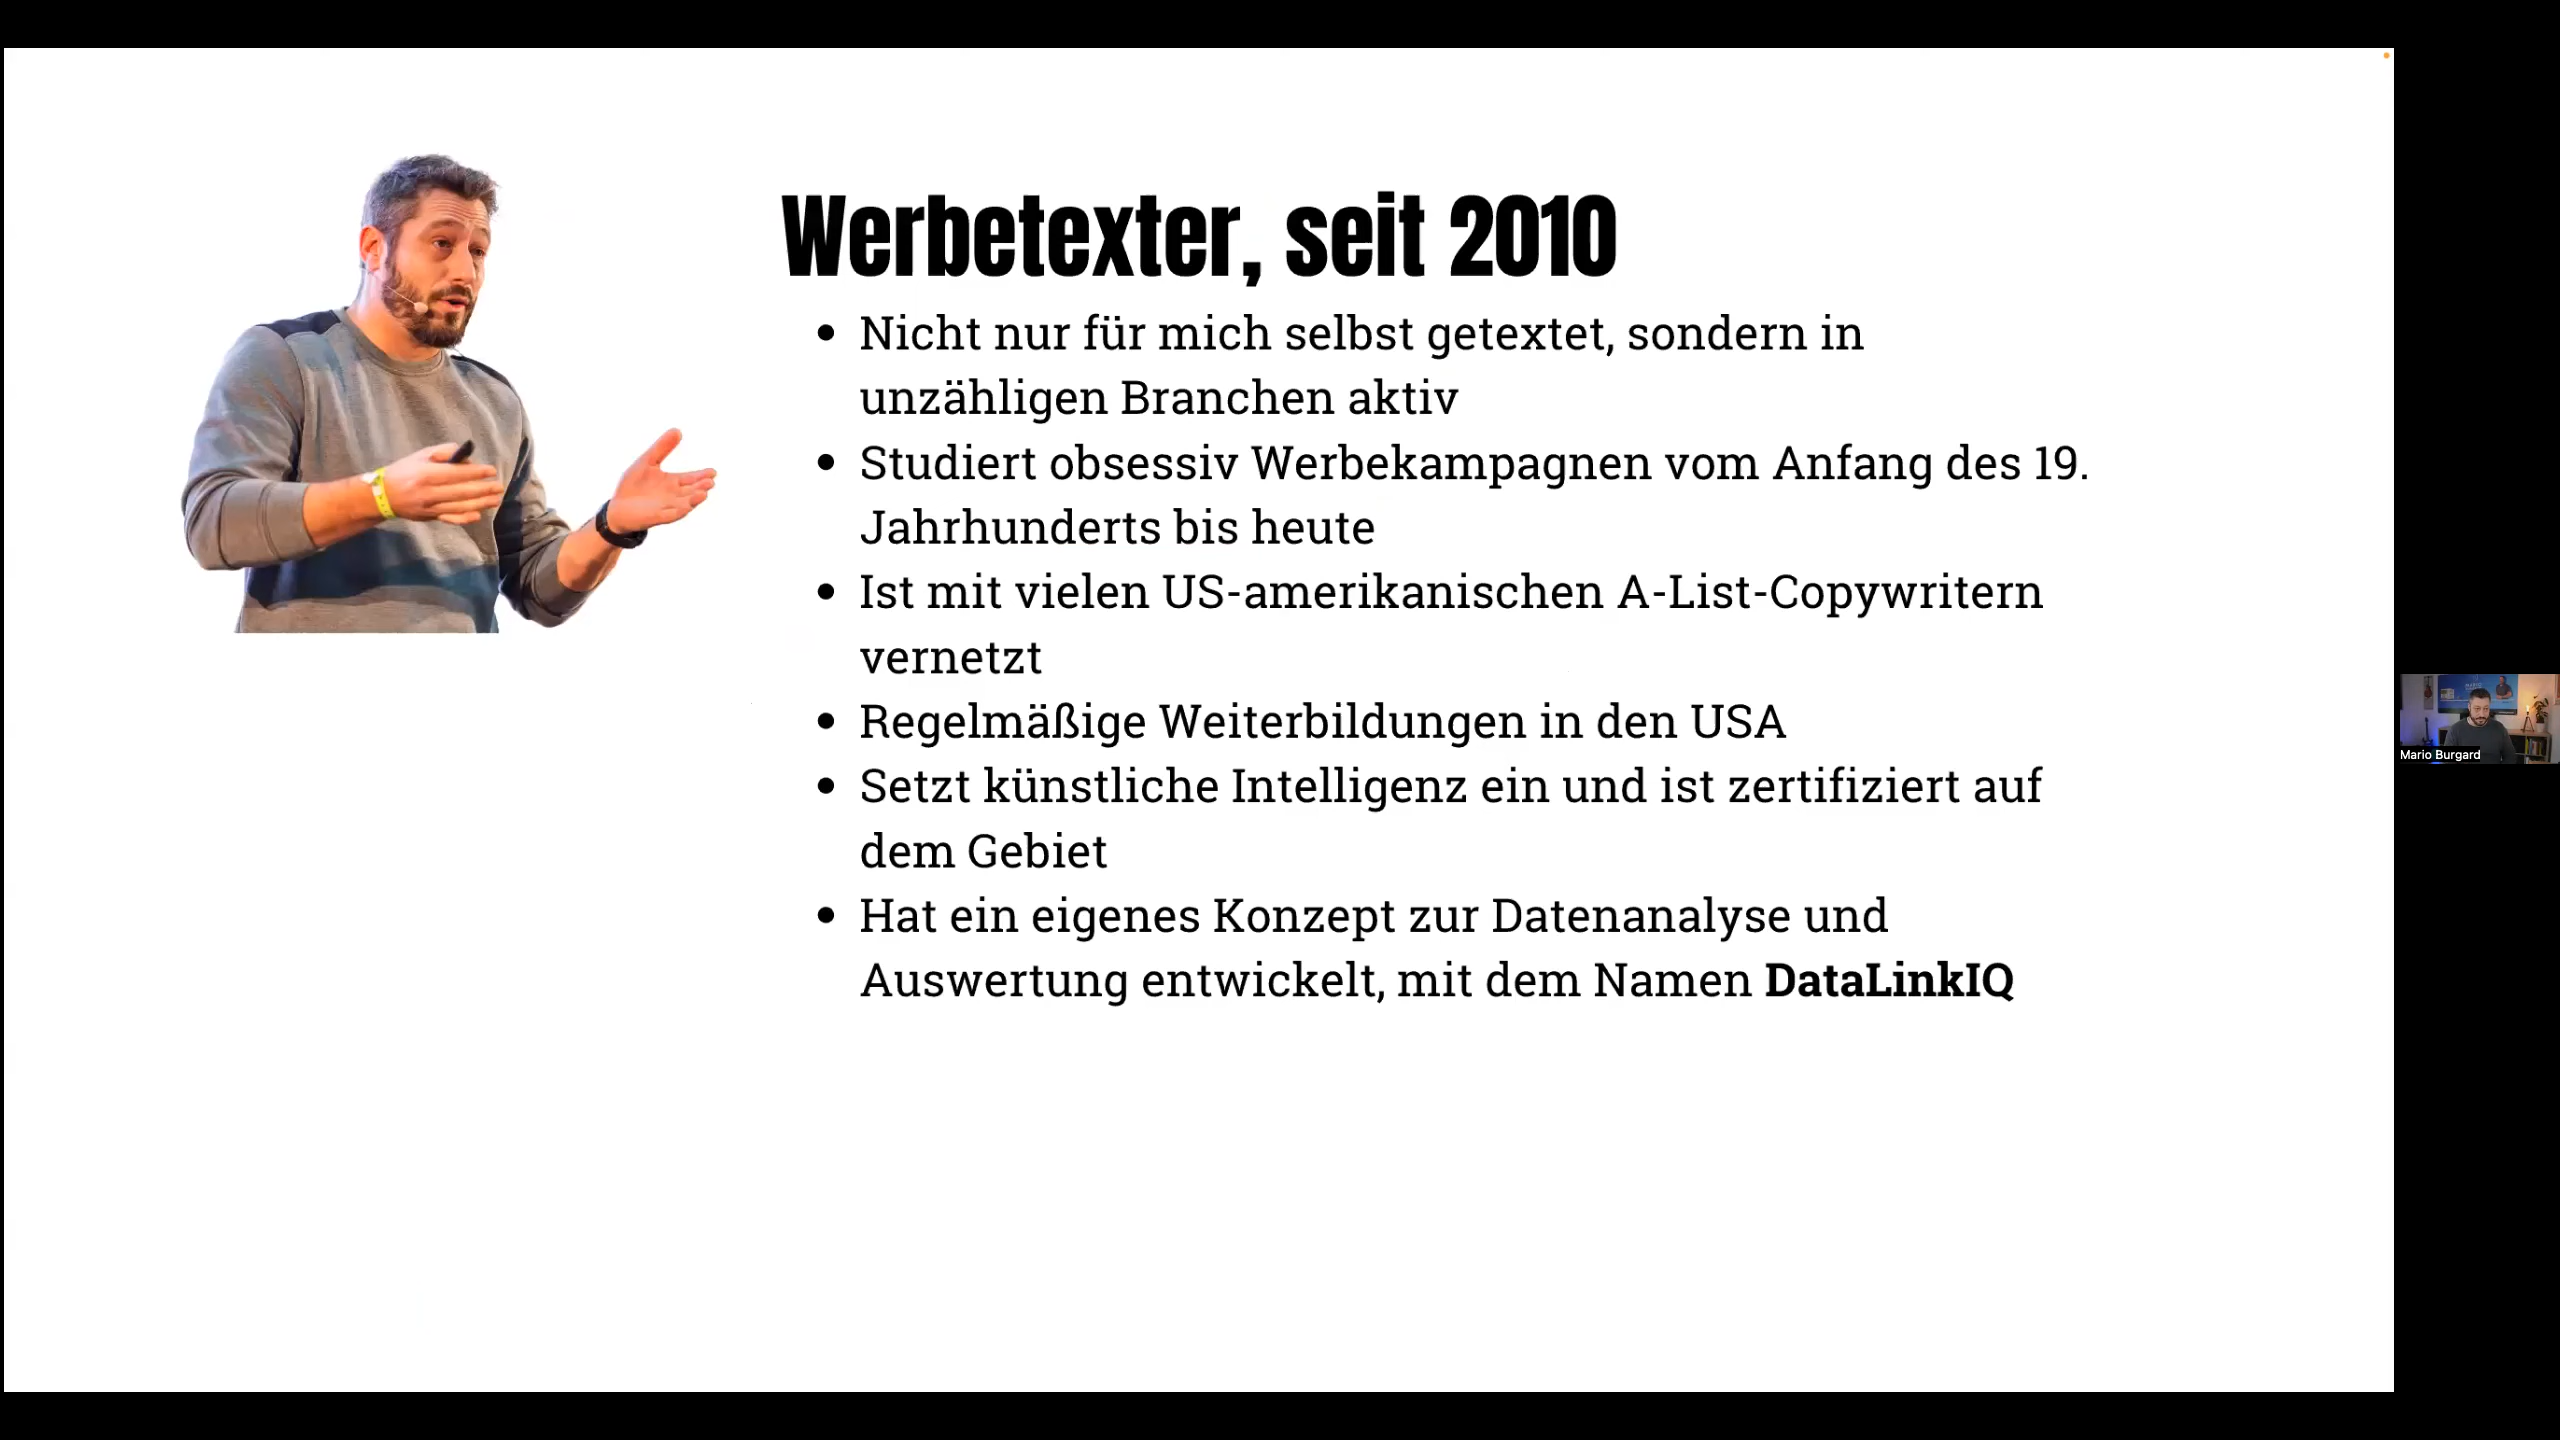 Werbetexter, seit 2010
• Nicht nur für mich selbst getextet, sondern in
unzähligen Branchen aktiv
• Studiert obsessiv Werbekampagnen vom Anfang des 19.
Jahrhunderts bis heute
• Ist mit vielen US-amerikanischen A-List-Copywritern
vernetzt
• Regelmäßige Weiterbildungen in den USA
• Setzt künstliche Intelligenz ein und ist zertifiziert auf
dem Gebiet
• Hat ein eigenes Konzept zur Datenanalyse und
Auswertung entwickelt, mit dem Namen DataLinkIQ
Mario Burgard